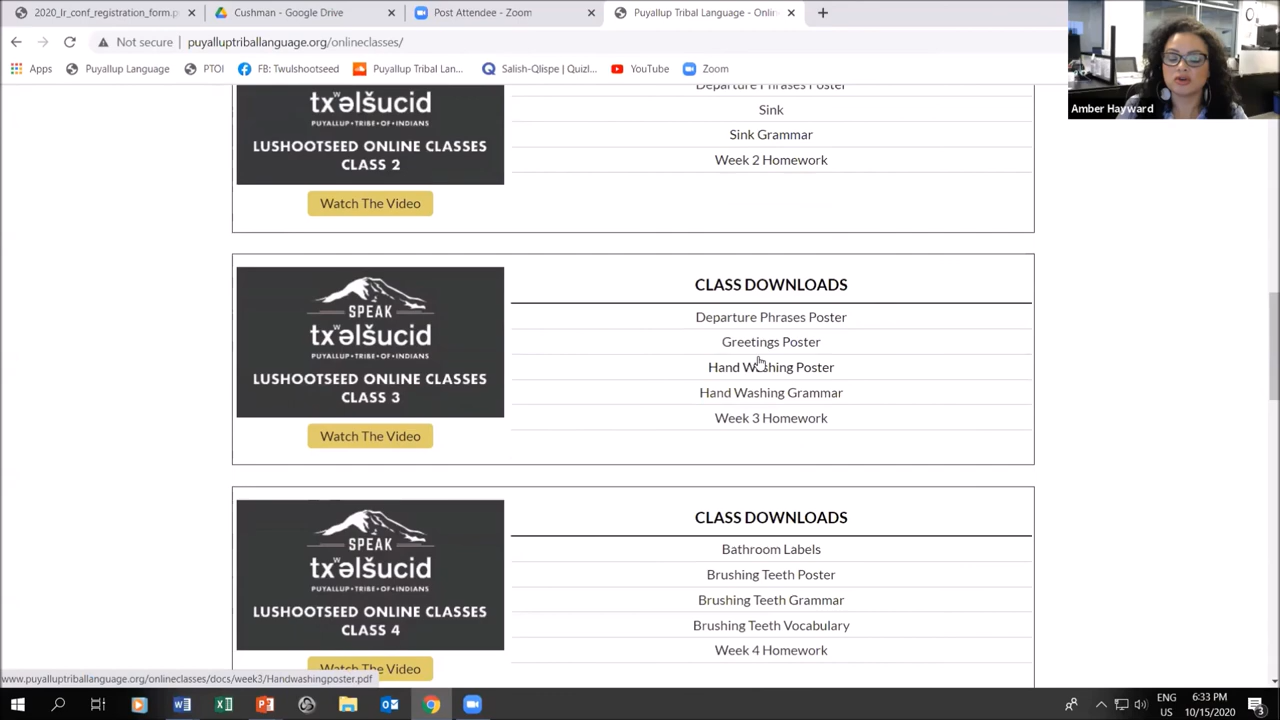 2020_lr_conf_registration_form.p
Cushman - Google Drive
Post Attendee - Zoom
Puyallup Tribal Language - Onlin
Not secure
puyalluptriballanguage.org/onlineclasses/
Apps
Puyallup Language
PTOI
FB: Twulshootseed
Puyallup Tribal Lan...
Salish-Qlispe | Quizl...
YouTube
Zoom
Amber Hayward
Departure Phrases Poster
txʷəlšucid
PUYALLUP•TRIBE•OF•INDIANS
LUSHOOTSEED ONLINE CLASSES
CLASS 2
Watch The Video
Sink
Sink Grammar
Week 2 Homework
SPEAK
txʷəlšucid
PUYALLUP•TRIBE•OF•INDIANS
LUSHOOTSEED ONLINE CLASSES
CLASS 3
Watch The Video
CLASS DOWNLOADS
Departure Phrases Poster
Greetings Poster
Hand Washing Poster
Hand Washing Grammar
Week 3 Homework
SPEAK
txʷəlšucid
PUYALLUP•TRIBE•OF•INDIANS
LUSHOOTSEED ONLINE CLASSES
CLASS 4
Watch The Video
CLASS DOWNLOADS
Bathroom Labels
Brushing Teeth Poster
Brushing Teeth Grammar
Brushing Teeth Vocabulary
Week 4 Homework
www.puyalluptriballanguage.org/onlineclasses/docs/week3/Handwashingposter.pdf
ENG
US
6:33 PM
10/15/2020
3